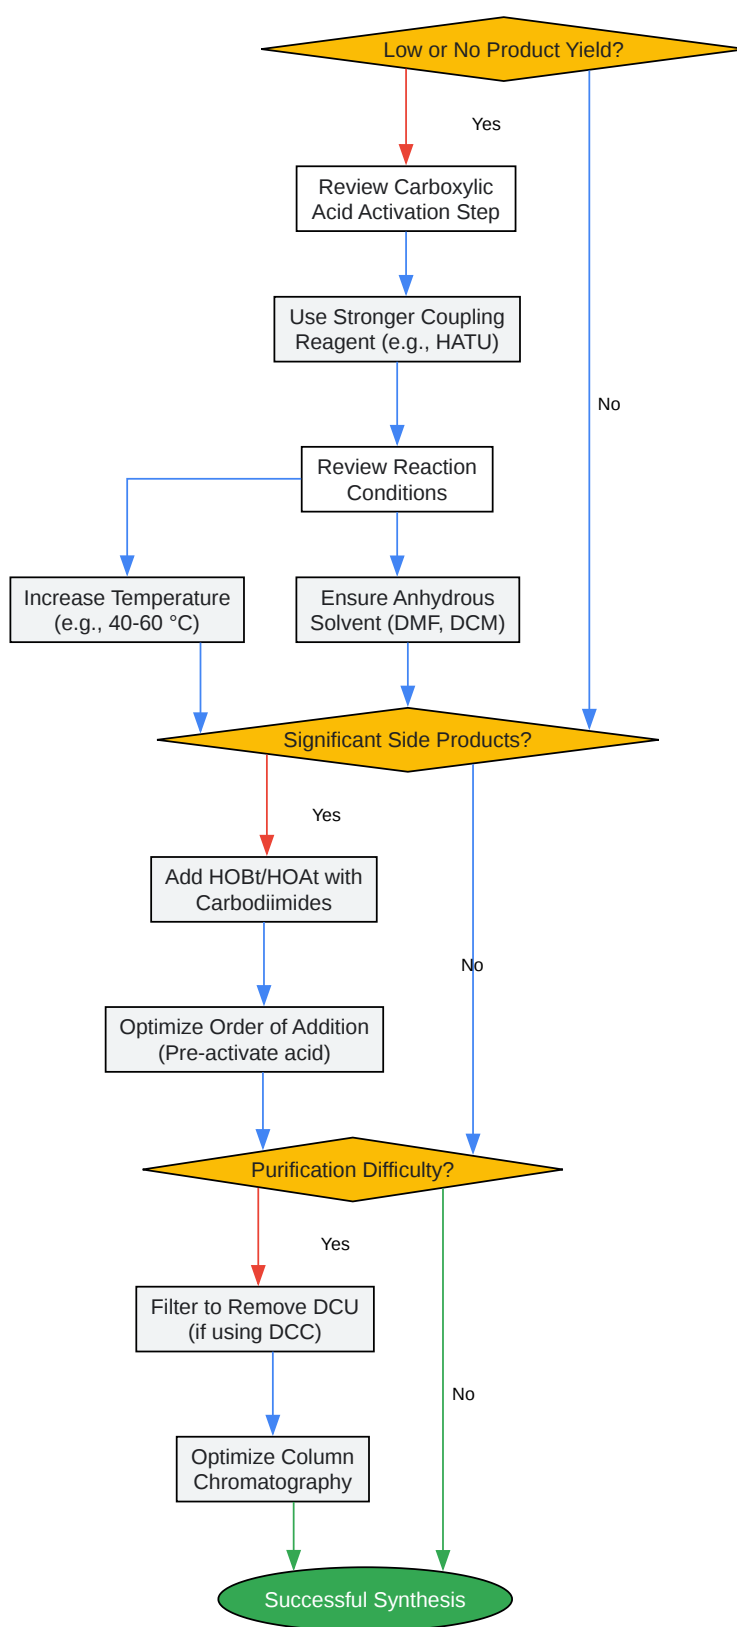 Low or No Product Yield?
Yes
Review Carboxylic
Acid Activation Step
Use Stronger Coupling
Reagent (e.g., HATU)
No
Review Reaction
Conditions
Increase Temperature
(e.g., 40-60 °C)
Ensure Anhydrous
Solvent (DMF, DCM)
Significant Side Products?
Yes
Add HOBt/HOAt with
Carbodiimides
No
Optimize Order of Addition
(Pre-activate acid)
Purification Difficulty?
Yes
Filter to Remove DCU
(if using DCC)
No
Optimize Column
Chromatography
Successful Synthesis